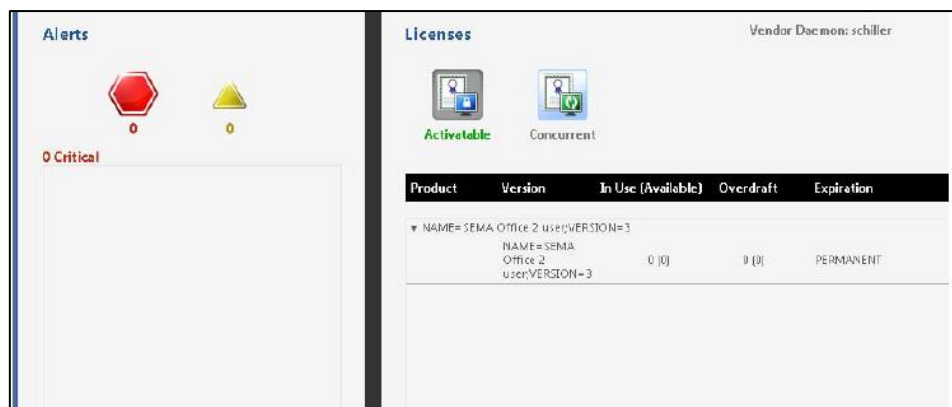 Alerts
0
0
0 Critical
Licenses
Vendor Daemon: schiller
Activatable
Concurrent
Product Version In Use (Available) Overdraft Expiration
▼ NAME=SEMA Office 2 user;VERSION=3
NAME=SEMA
Office 2
user;VERSION=3
0 (0)
0 (0)
PERMANENT